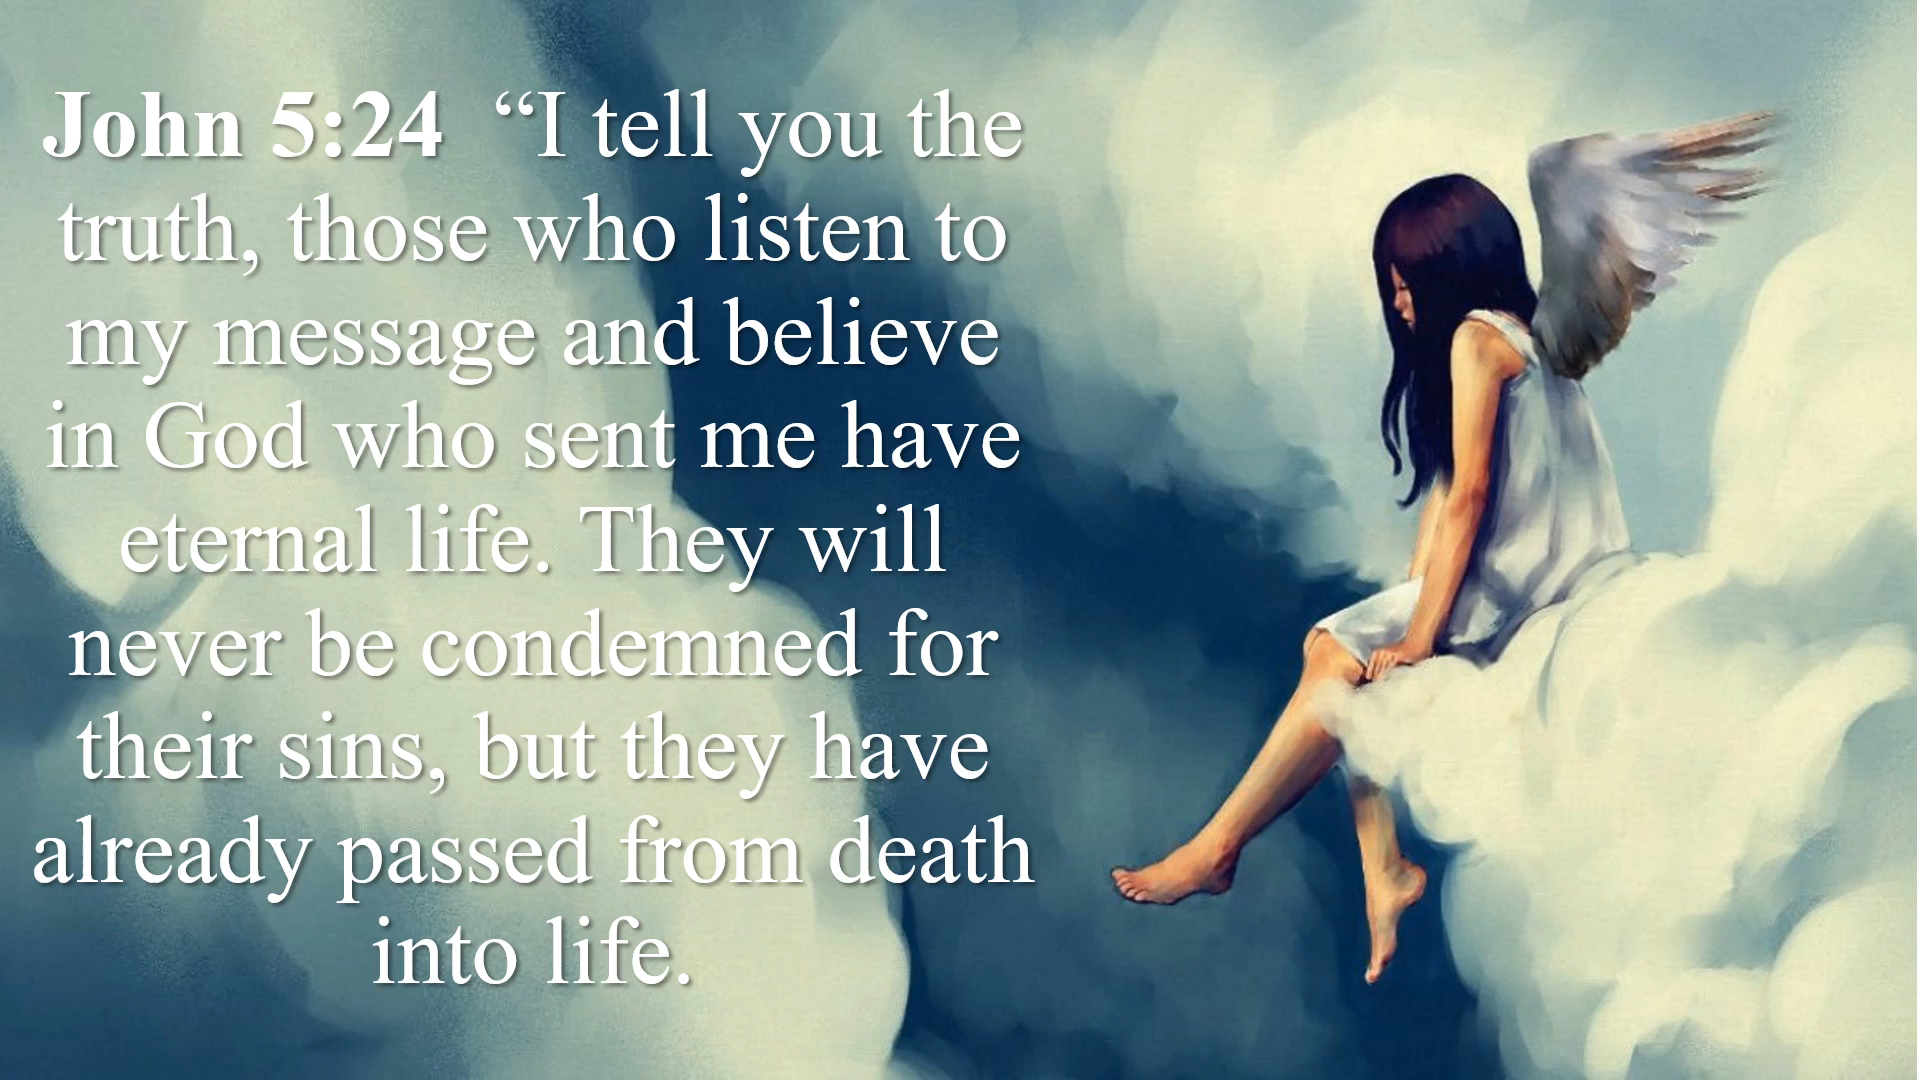 John 5:24  “I tell you the
truth, those who listen to
my message and believe
in God who sent me have
eternal life. They will
never be condemned for
their sins, but they have
already passed from death
into life.